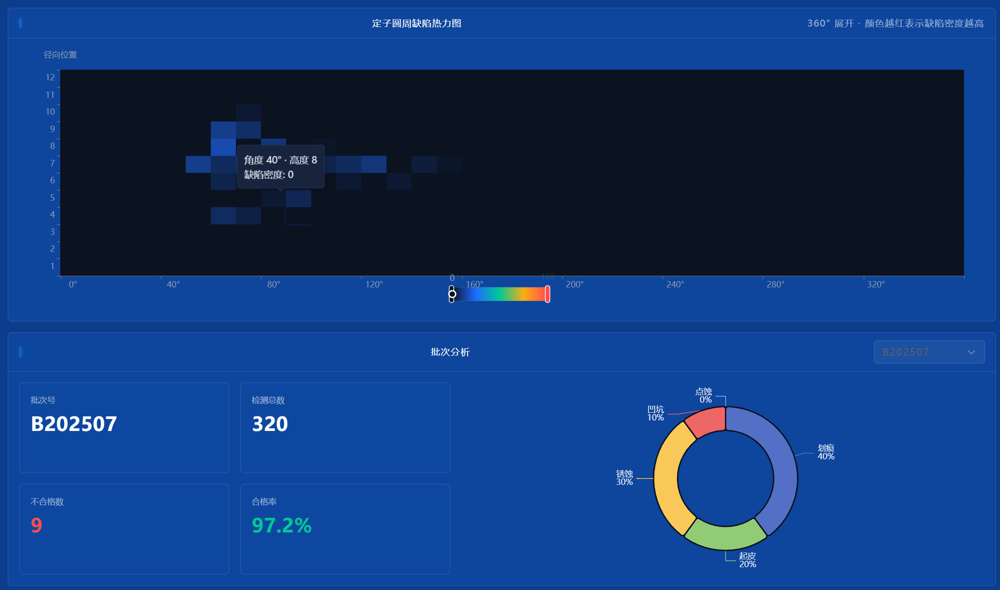 定子圆周缺陷热力图
360° 展开 · 颜色越红表示缺陷密度越高
径向位置
12
11
10
9
8
7
6
5
4
3
2
1
角度 40° · 高度 8
缺陷密度: 0
0°
40°
80°
120°
160°
200°
240°
280°
320°
0
100
批次分析
B202507
批次号
B202507
检测总数
320
不合格数
9
合格率
97.2%
点蚀
0%
凹坑
10%
划痕
40%
锈蚀
30%
起皮
20%